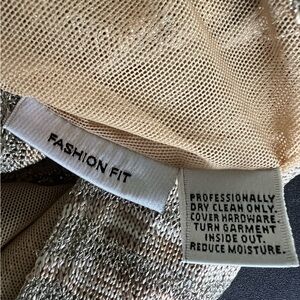 FASHION FIT
PROFESSIONALLY
DRY CLEAN ONLY.
COVER HARDWARE.
TURN GARMENT
INSIDE OUT.
REDUCE MOISTURE.